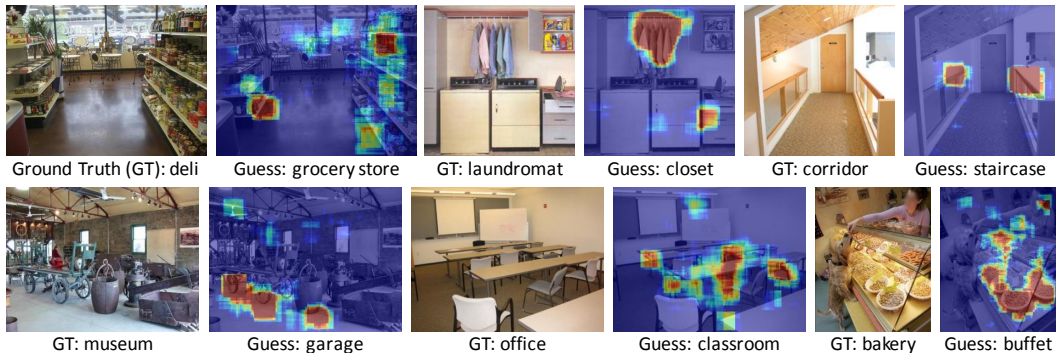 Ground Truth (GT): deli Guess: grocery store GT: laundromat Guess: closet GT: corridor Guess: staircase
GT: museum Guess: garage GT: office Guess: classroom GT: bakery Guess: buffet